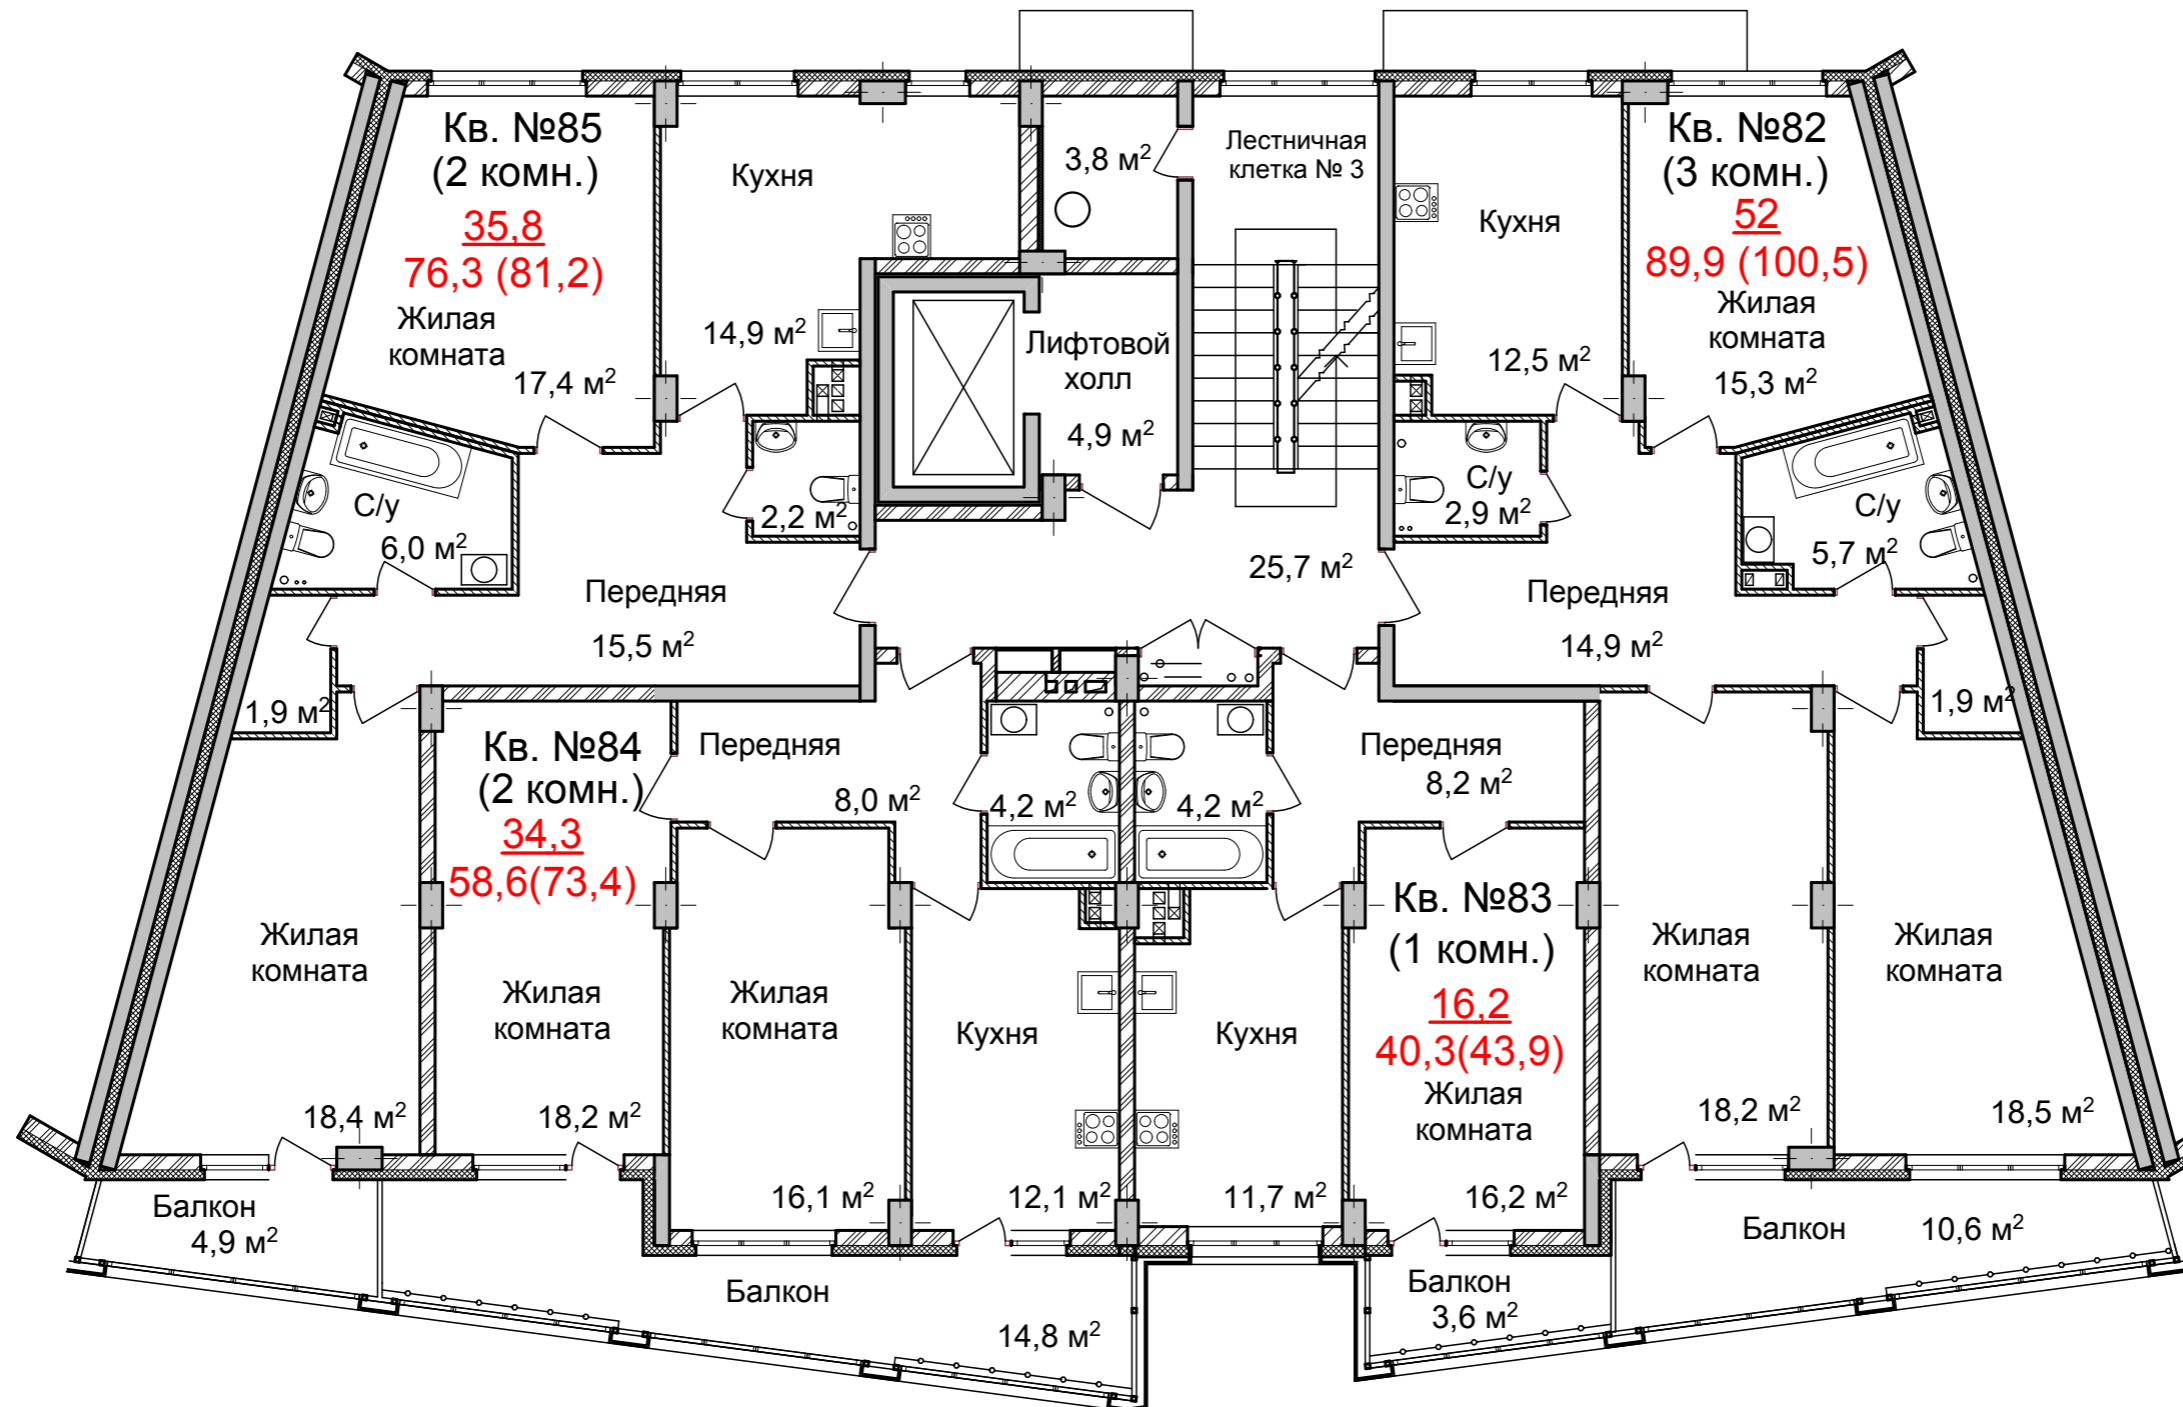 Кв. №85
(2 комн.)
35,8
76,3 (81,2)
Жилая
комната
17,4 м²
Кухня
14,9 м²
3,8 м²
Лестничная
клетка № 3
Лифтовой
холл
4,9 м²
Кухня
12,5 м²
Кв. №82
(3 комн.)
52
89,9 (100,5)
Жилая
комната
15,3 м²
С/у
6,0 м²
2,2 м²
С/у
2,9 м²
С/у
5,7 м²
Передняя
15,5 м²
25,7 м²
Передняя
14,9 м²
1,9 м²
1,9 м²
Кв. №84
(2 комн.)
34,3
58,6(73,4)
Передняя
8,0 м²
4,2 м²
4,2 м²
Передняя
8,2 м²
Жилая
комната
18,4 м²
Жилая
комната
18,2 м²
Жилая
комната
16,1 м²
Кухня
12,1 м²
Кухня
11,7 м²
Кв. №83
(1 комн.)
16,2
40,3(43,9)
Жилая
комната
16,2 м²
Жилая
комната
18,2 м²
Жилая
комната
18,5 м²
Балкон
4,9 м²
Балкон
14,8 м²
Балкон
3,6 м²
Балкон
10,6 м²